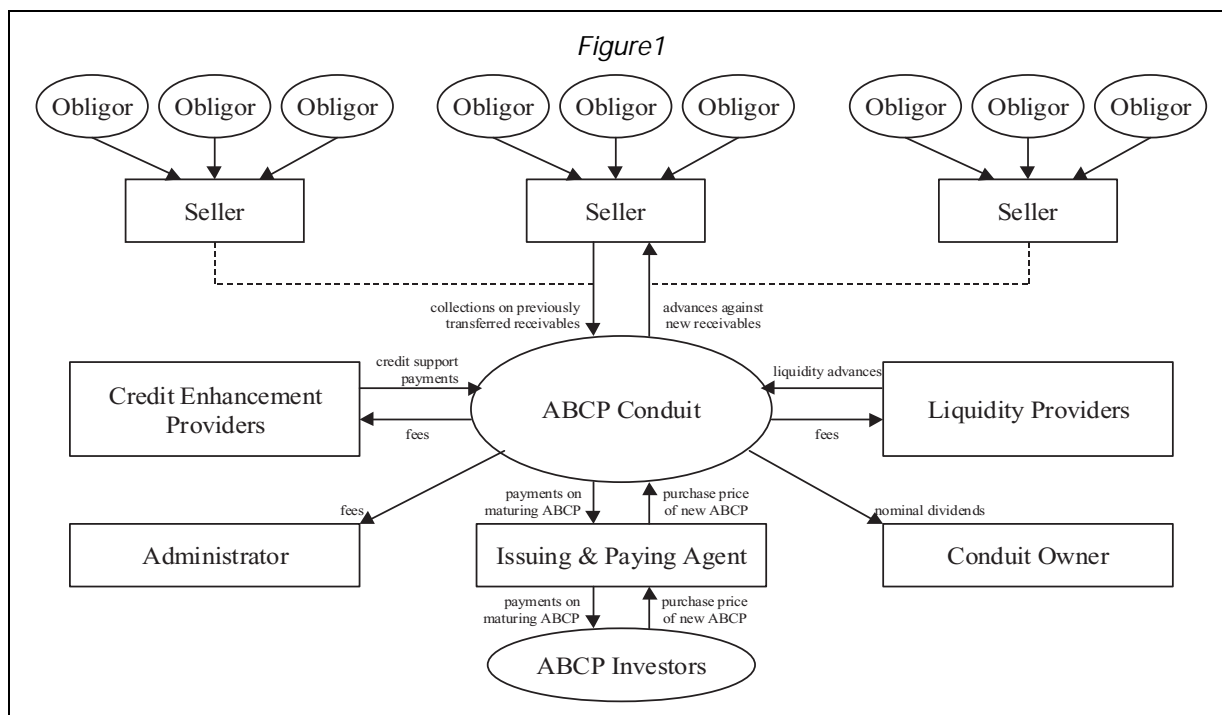 Figure1
Obligor Obligor Obligor Obligor Obligor Obligor Obligor Obligor Obligor
Seller Seller Seller
collections on previously
transferred receivables
advances against
new receivables
credit support
payments
Credit Enhancement
Providers
fees
ABCP Conduit
liquidity advances
fees
Liquidity Providers
fees
payments on
maturing ABCP
purchase price
of new ABCP
nominal dividends
Administrator
Issuing & Paying Agent
Conduit Owner
payments on
maturing ABCP
purchase price
of new ABCP
ABCP Investors